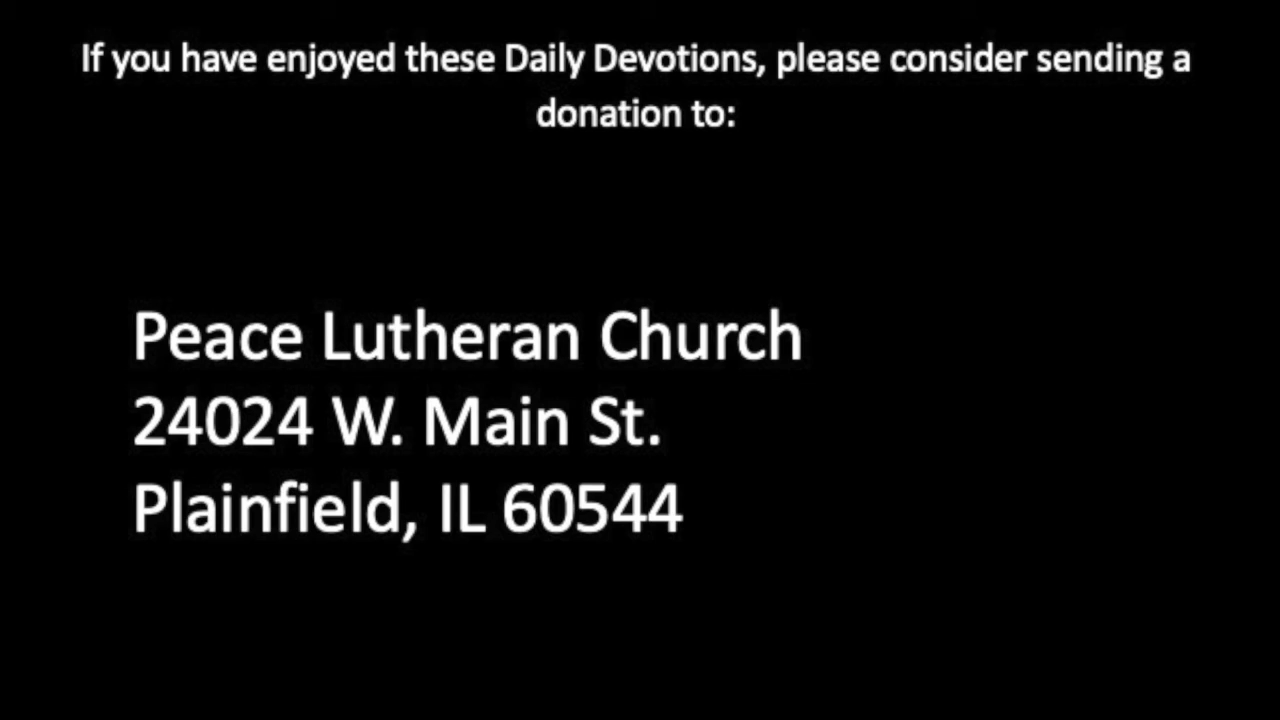 If you have enjoyed these Daily Devotions, please consider sending a
donation to:
Peace Lutheran Church
24024 W. Main St.
Plainfield, IL 60544